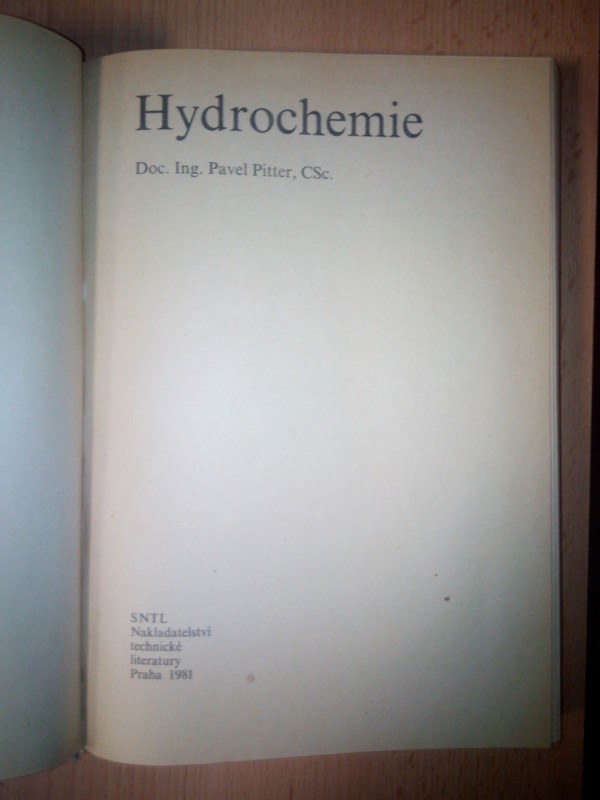 Hydrochemie
Doc. Ing. Pavel Pitter, CSc.
SNTL
Nakladatelství
technické
literatury
Praha 1981